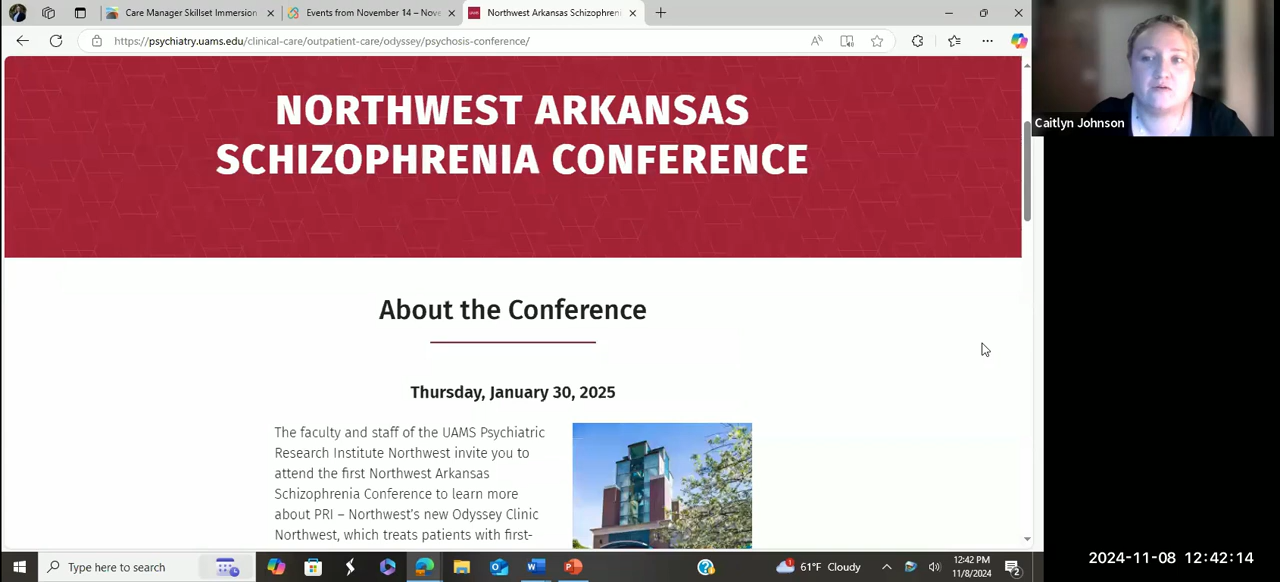 Care Manager Skillset Immersion
Events from November 14 – Nove
Northwest Arkansas Schizophreni
https://psychiatry.uams.edu/clinical-care/outpatient-care/odyssey/psychosis-conference/
NORTHWEST ARKANSAS
SCHIZOPHRENIA CONFERENCE
About the Conference
Thursday, January 30, 2025
The faculty and staff of the UAMS Psychiatric
Research Institute Northwest invite you to
attend the first Northwest Arkansas
Schizophrenia Conference to learn more
about PRI – Northwest's new Odyssey Clinic
Northwest, which treats patients with first-
Caitlyn Johnson
Type here to search
61°F Cloudy
12:42 PM
11/8/2024
2
2024-11-08 12:42:14